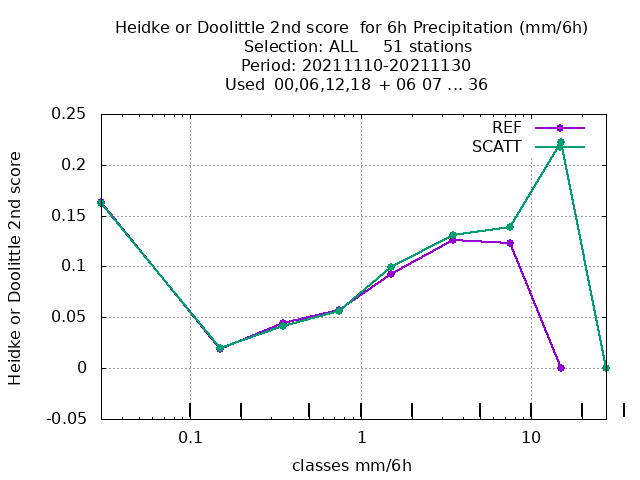 Heidke or Doolittle 2nd score  for 6h Precipitation (mm/6h)
Selection: ALL     51 stations
Period: 20211110-20211130
Used  00,06,12,18 + 06 07 ... 36
REF
SCATT
0.25
0.2
0.15
0.1
0.05
0
-0.05
Heidke or Doolittle 2nd score
0.1
1
10
classes mm/6h